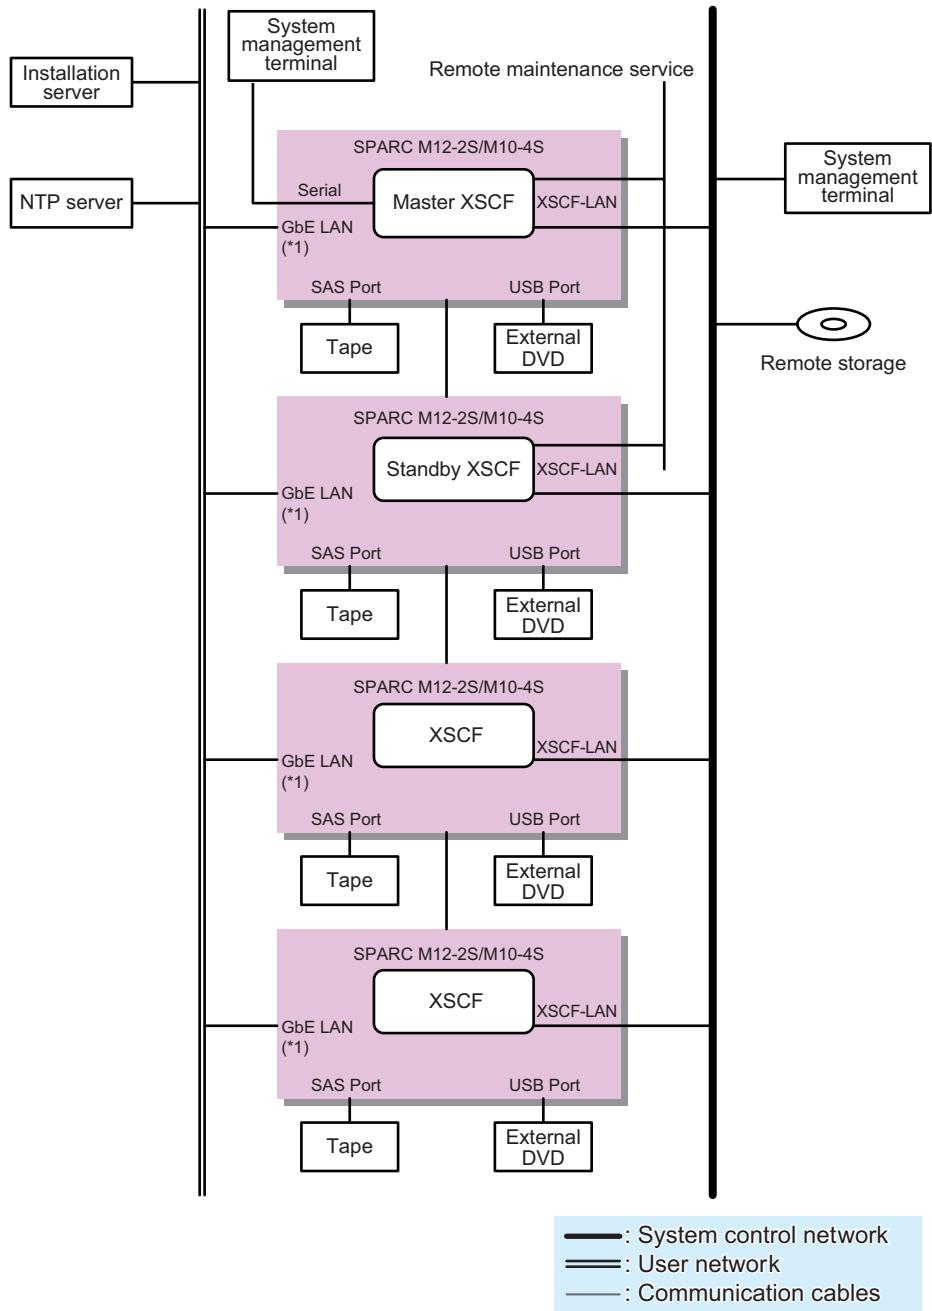 System
management
terminal
Installation
server
Remote maintenance service
SPARC M12-2S/M10-4S
System
management
terminal
Serial
Master XSCF
XSCF-LAN
NTP server
GbE LAN
(*1)
SAS Port
USB Port
Tape
External
DVD
Remote storage
SPARC M12-2S/M10-4S
Standby XSCF
XSCF-LAN
GbE LAN
(*1)
SAS Port
USB Port
Tape
External
DVD
SPARC M12-2S/M10-4S
XSCF
XSCF-LAN
GbE LAN
(*1)
SAS Port
USB Port
Tape
External
DVD
SPARC M12-2S/M10-4S
XSCF
XSCF-LAN
GbE LAN
(*1)
SAS Port
USB Port
Tape
External
DVD
: System control network
: User network
: Communication cables